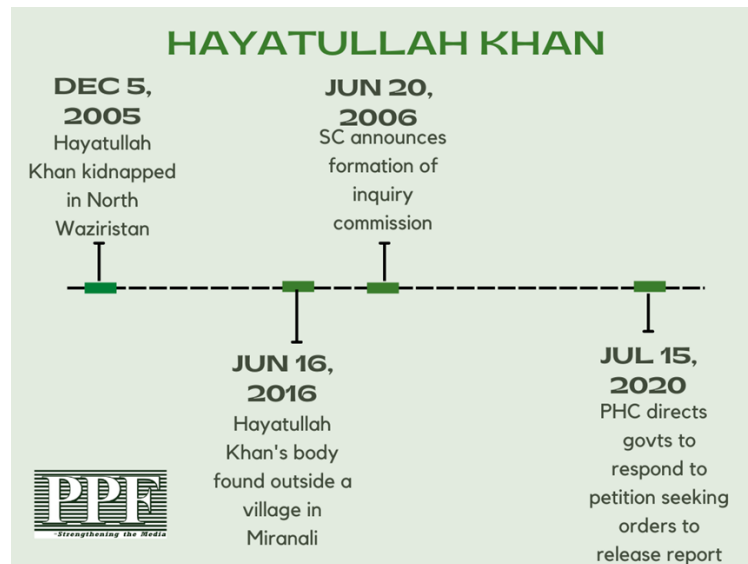 HAYATULLAH KHAN
DEC 5,
2005
Hayatullah
Khan kidnapped
in North
Waziristan
JUN 16,
2016
Hayatullah
Khan's body
found outside a
village in
Miranali
JUN 20,
2006
SC announces
formation of
inquiry
commission
JUL 15,
2020
PHC directs
govts to
respond to
petition seeking
orders to
release report
PPF
-Strengthening the Media